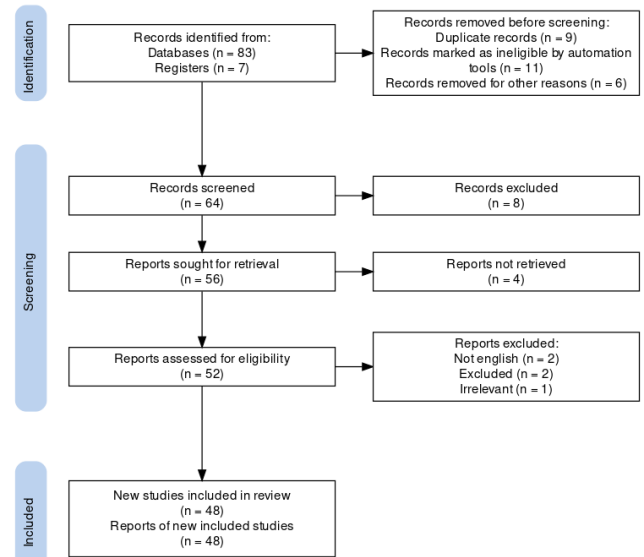 Identification
Records identified from:
Databases (n = 83)
Registers (n = 7)
Records removed before screening:
Duplicate records (n = 9)
Records marked as ineligible by automation
tools (n = 11)
Records removed for other reasons (n = 6)
Screening
Records screened
(n = 64)
Records excluded
(n = 8)
Reports sought for retrieval
(n = 56)
Reports not retrieved
(n = 4)
Reports assessed for eligibility
(n = 52)
Reports excluded:
Not english (n = 2)
Excluded (n = 2)
Irrelevant (n = 1)
Included
New studies included in review
(n = 48)
Reports of new included studies
(n = 48)